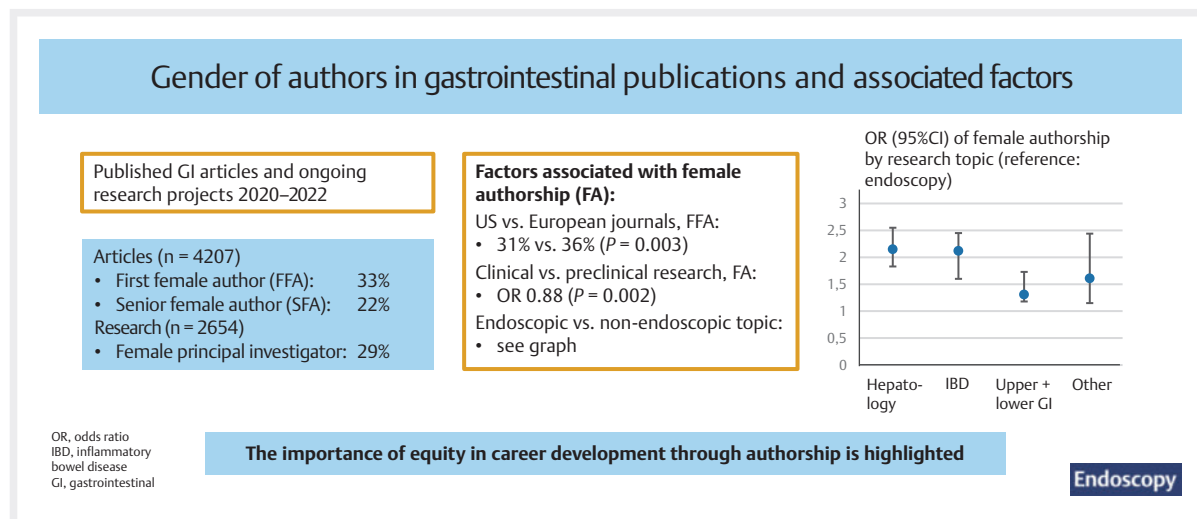 Gender of authors in gastrointestinal publications and associated factors
Published GI articles and ongoing
research projects 2020–2022
Articles (n = 4207)
• First female author (FFA): 33%
• Senior female author (SFA): 22%
Research (n = 2654)
• Female principal investigator: 29%
Factors associated with female
authorship (FA):
US vs. European journals, FFA:
• 31% vs. 36% (P = 0.003)
Clinical vs. preclinical research, FA:
• OR 0.88 (P = 0.002)
Endoscopic vs. non-endoscopic topic:
• see graph
OR (95%CI) of female authorship
by research topic (reference:
endoscopy)
3
2,5
2
1,5
1
0,5
0
Hepato-
logy
IBD
Upper +
lower GI
Other
OR, odds ratio
IBD, inflammatory
bowel disease
GI, gastrointestinal
The importance of equity in career development through authorship is highlighted
Endoscopy